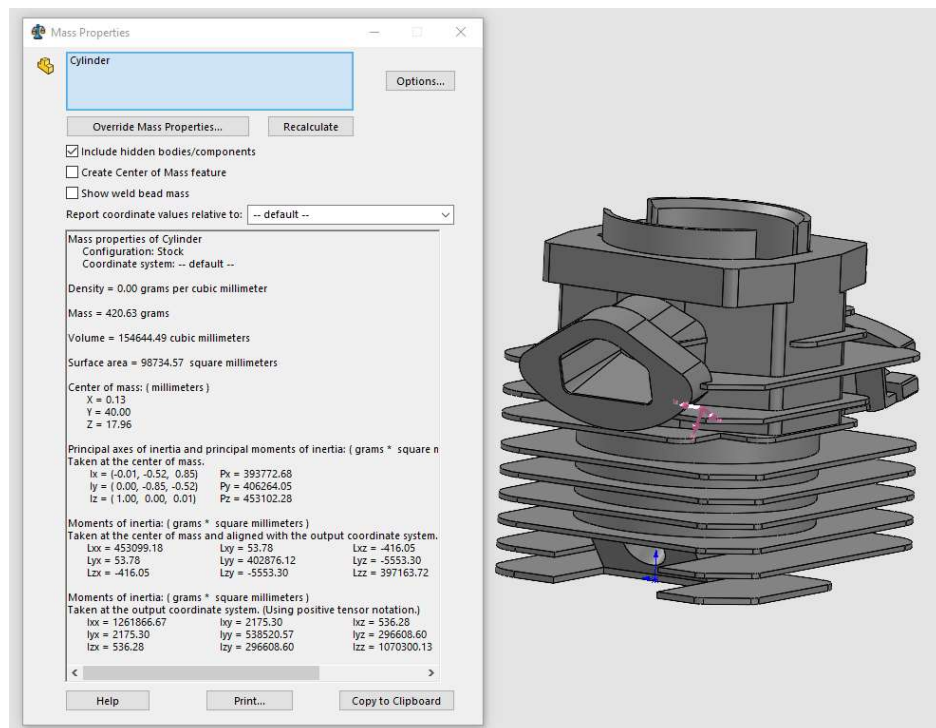 Mass Properties
Cylinder
Options...
Override Mass Properties...
Recalculate
Include hidden bodies/components
Create Center of Mass feature
Show weld bead mass
Report coordinate values relative to: -- default --
Mass properties of Cylinder
Configuration: Stock
Coordinate system: -- default --
Density = 0.00 grams per cubic millimeter
Mass = 420.63 grams
Volume = 154644.49 cubic millimeters
Surface area = 98734.57 square millimeters
Center of mass: ( millimeters )
X = 0.13
Y = 40.00
Z = 17.96
Principal axes of inertia and principal moments of inertia: ( grams * square m
Taken at the center of mass.
Ix = (-0.01, -0.52, 0.85) Px = 393772.68
Iy = ( 0.00, -0.85, -0.52) Py = 406264.05
Iz = ( 1.00, 0.00, 0.01) Pz = 453102.28
Moments of inertia: ( grams * square millimeters )
Taken at the center of mass and aligned with the output coordinate system.
Lxx = 453099.18 Lxy = 53.78 Lxz = -416.05
Lyx = 53.78 Lyy = 402876.12 Lyz = -5553.30
Lzx = -416.05 Lzy = -5553.30 Lzz = 397163.72
Moments of inertia: ( grams * square millimeters )
Taken at the output coordinate system. (Using positive tensor notation.)
Ixx = 1261866.67 Ixy = 2175.30 Ixz = 536.28
Iyx = 2175.30 Iyy = 538520.57 Iyz = 296608.60
Izx = 536.28 Izy = 296608.60 Izz = 1070300.13
Help
Print...
Copy to Clipboard